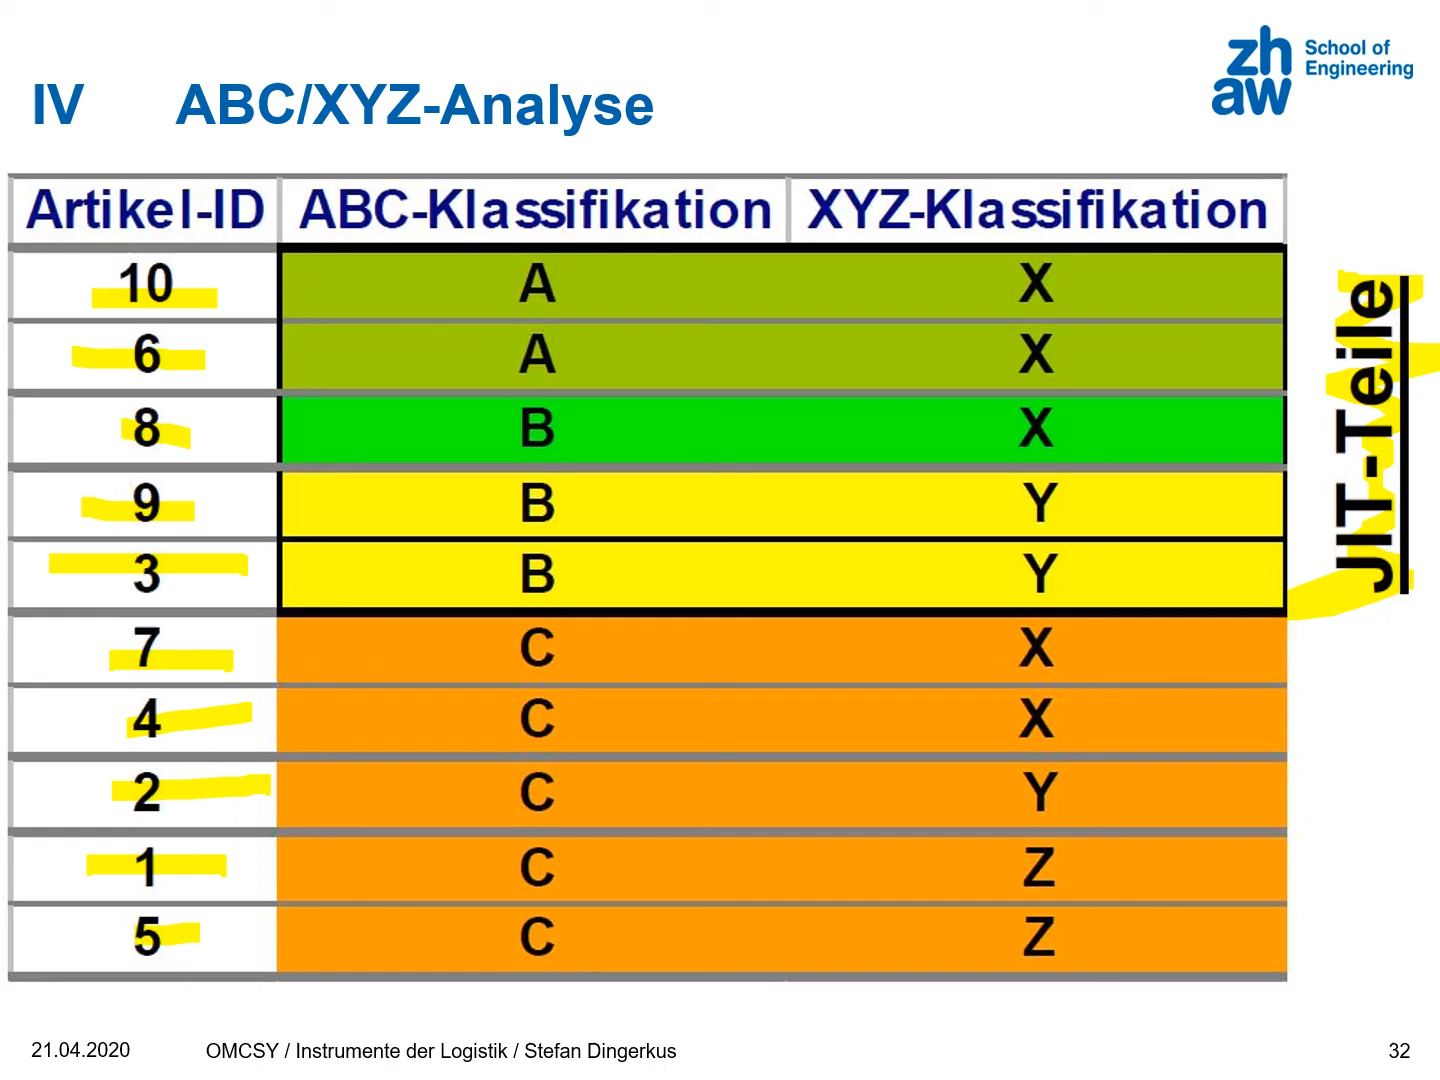 zh School of
aw Engineering
IV ABC/XYZ-Analyse
Artikel-ID ABC-Klassifikation XYZ-Klassifikation
10 A X
6 A X
8 B X
9 B Y
3 B Y
7 C X
4 C X
2 C Y
1 C Z
5 C Z
JIT-Teile
21.04.2020 OMCSY / Instrumente der Logistik / Stefan Dingerkus 32